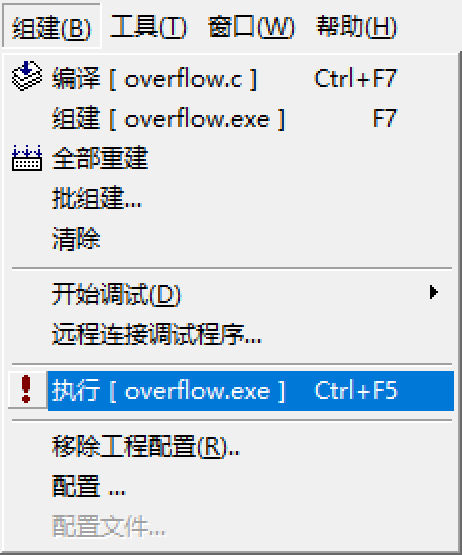 组建(B) 工具(T) 窗口(W) 帮助(H)
编译 [ overflow.c ] Ctrl+F7
组建 [ overflow.exe ] F7
全部重建
批组建...
清除
开始调试(D)
远程连接调试程序...
执行 [ overflow.exe ] Ctrl+F5
移除工程配置(R)..
配置 ...
配置文件...